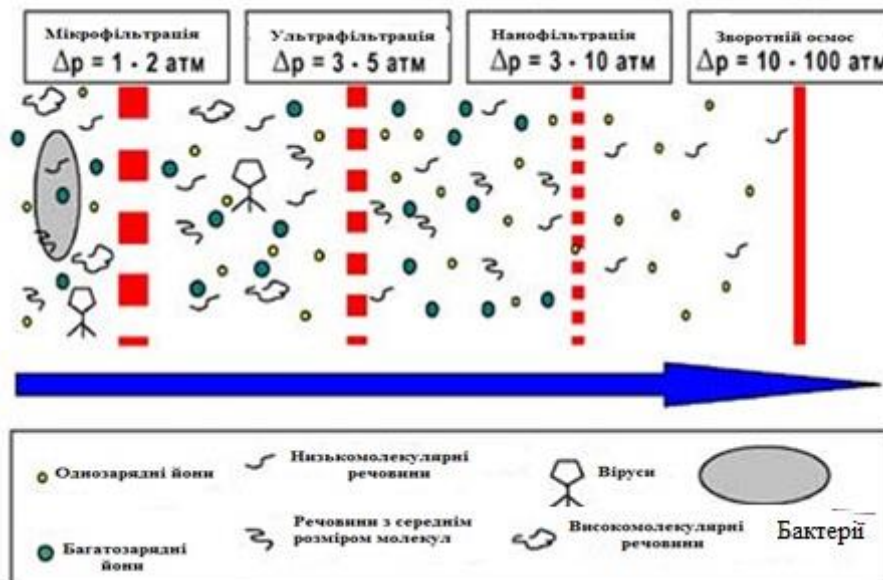 Мікрофільтрація
Δp = 1 - 2 атм
Ультрафільтрація
Δp = 3 - 5 атм
Нанофільтрація
Δp = 3 - 10 атм
Зворотній осмос
Δp = 10 - 100 атм
Однозарядні йони
Низькомолекулярні
речовини
Віруси
Багатозарядні
йони
Речовини з середнім
розміром молекул
Високомолекулярні
речовини
Бактерії